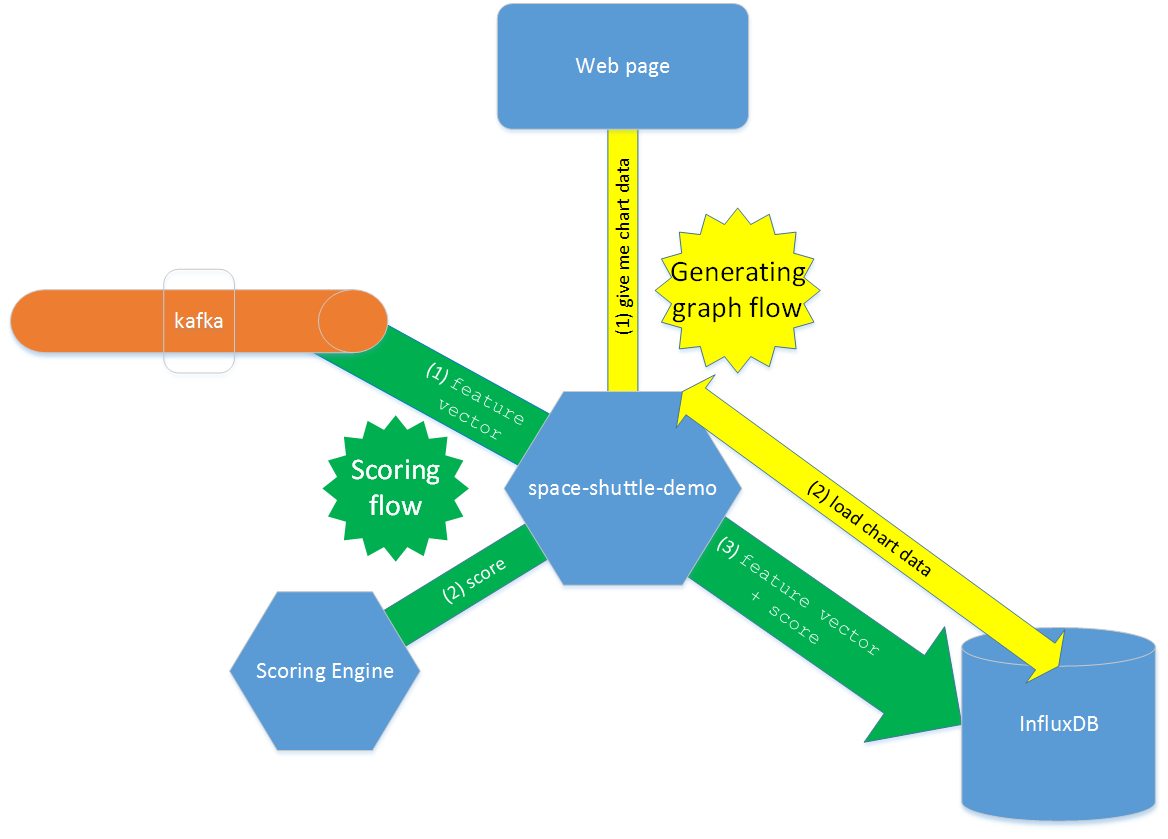 Web page
(1) give me chart data
Generating
graph flow
kafka
(1) feature
vector
Scoring
flow
space-shuttle-demo
(2) load chart data
(2) score
(3) feature vector
+ score
Scoring Engine
InfluxDB